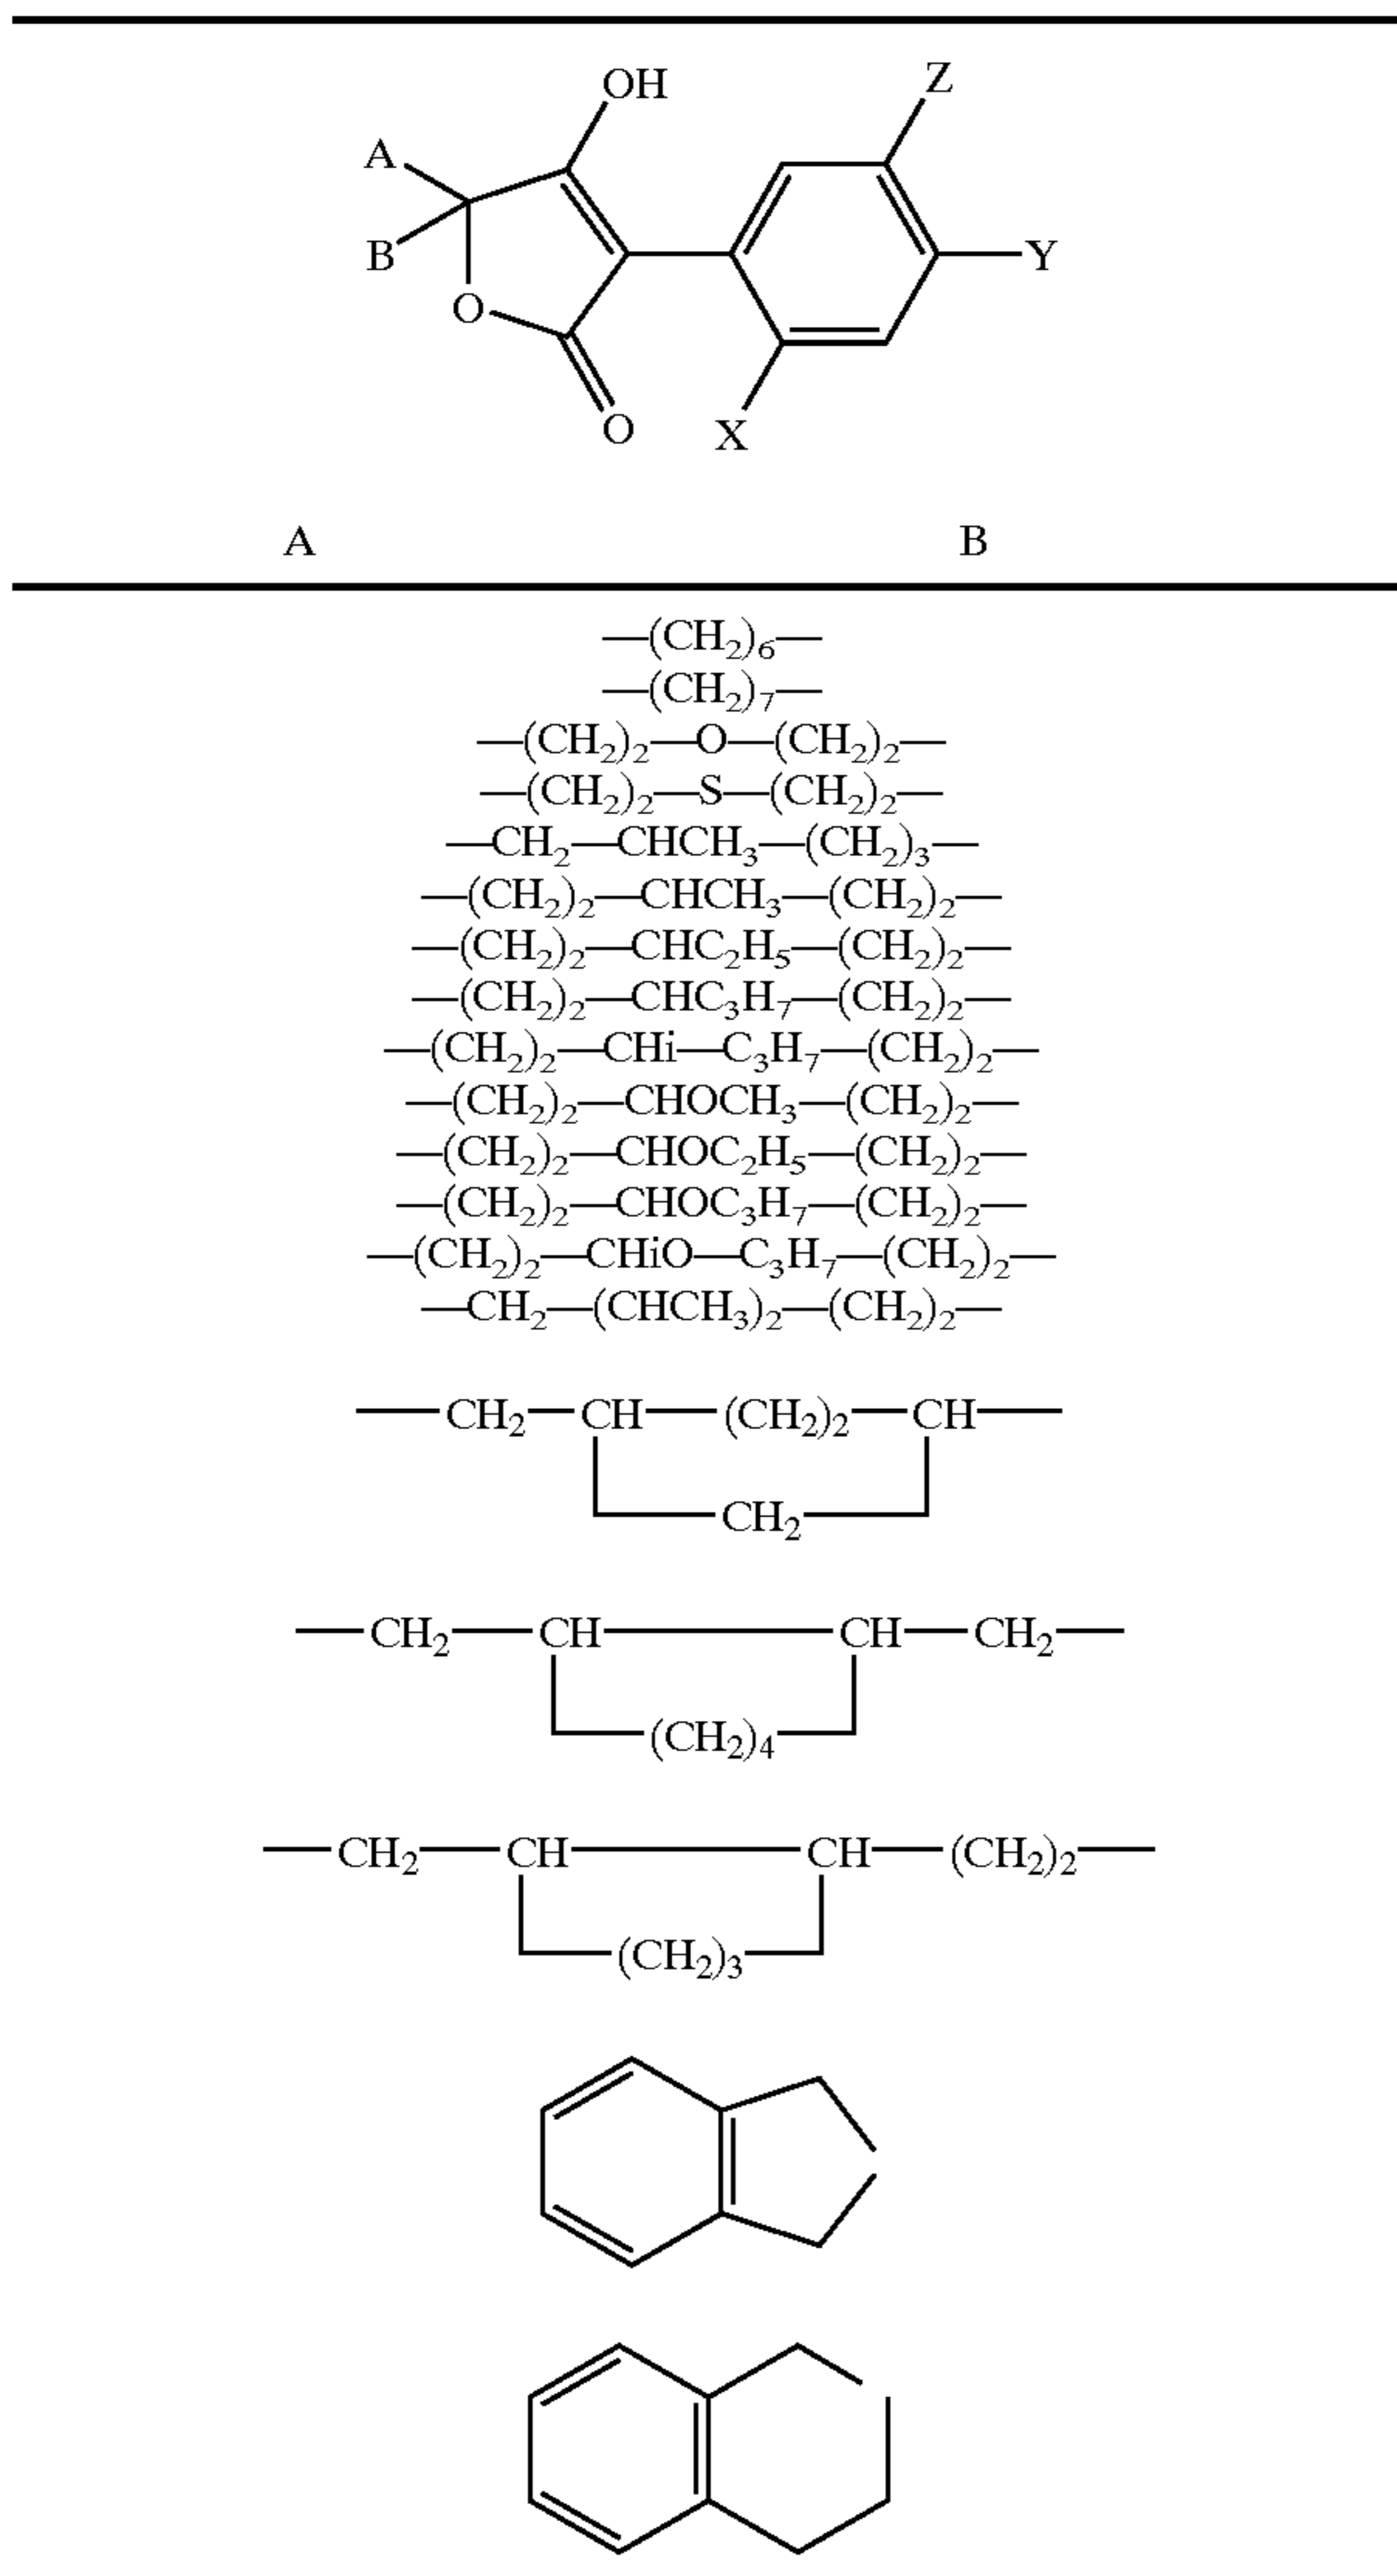 OH
Z
A
B
Y
O
O
X
A B
—(CH₂)₆—
—(CH₂)₇—
—(CH₂)₂—O—(CH₂)₂—
—(CH₂)₂—S—(CH₂)₂—
—CH₂—CHCH₃—(CH₂)₃—
—(CH₂)₂—CHCH₃—(CH₂)₂—
—(CH₂)₂—CHC₂H₅—(CH₂)₂—
—(CH₂)₂—CHC₃H₇—(CH₂)₂—
—(CH₂)₂—CHi—C₃H₇—(CH₂)₂—
—(CH₂)₂—CHOCH₃—(CH₂)₂—
—(CH₂)₂—CHOC₂H₅—(CH₂)₂—
—(CH₂)₂—CHOC₃H₇—(CH₂)₂—
—(CH₂)₂—CHiO—C₃H₇—(CH₂)₂—
—CH₂—(CHCH₃)₂—(CH₂)₂—
—CH₂—CH—(CH₂)₂—CH—
CH₂
—CH₂—CH—CH—CH₂—
(CH₂)₄
—CH₂—CH—CH—(CH₂)₂—
(CH₂)₃